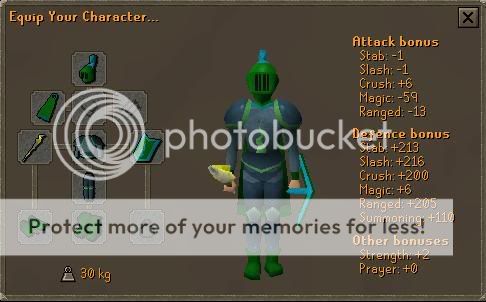 Equip Your Character...
Attack bonus
Stab: -1
Slash: -1
Crush: +6
Magic: -59
Ranged: -13
photobucket
Defence bonus
Stab: +213
Slash: +216
Crush: +200
Magic: +6
Ranged: +205
Summoning: +110
Protect more of your memories for less!
Other bonuses
Strength: +2
Prayer: +0
30 kg